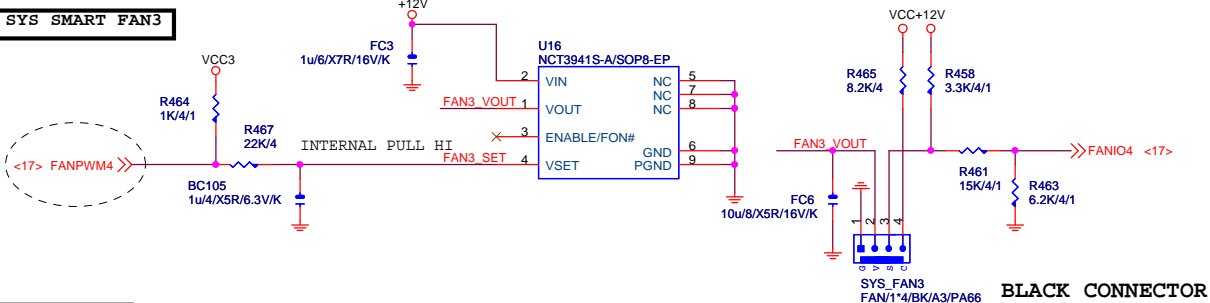 SYS SMART FAN3
+12V
VCC+12V
FC3
1u/6/X7R/16V/K
U16
NCT3941S-A/SOP8-EP
VCC3
R464
1K/4/1
R467
22K/4
INTERNAL PULL HI
<17> FANPWM4
BC105
1u/4/X5R/6.3V/K
FAN3_VOUT
FAN3_SET
2 VIN
1 VOUT
3 ENABLE/FON#
4 VSET
NC 5
NC 7
NC 8
GND 6
PGND 9
R465
8.2K/4
R458
3.3K/4/1
FAN3_VOUT
FANIO4 <17>
R461
15K/4/1
R463
6.2K/4/1
FC6
10u/8/X5R/16V/K
1 2 3 4
G V S C
SYS_FAN3
FAN/1*4/BK/A3/PA66
BLACK CONNECTOR